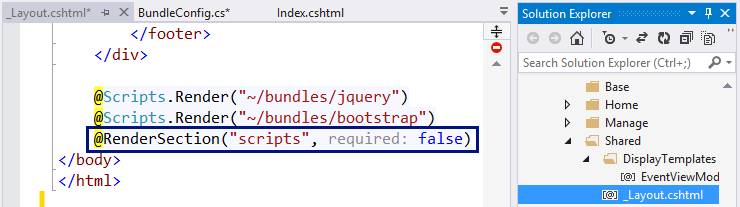 _Layout.cshtml*
BundleConfig.cs*
Index.cshtml
</footer>
</div>
@Scripts.Render("~/bundles/jquery")
@Scripts.Render("~/bundles/bootstrap")
@RenderSection("scripts", required: false)
</body>
</html>
Solution Explorer
Search Solution Explorer (Ctrl+;)
Base
Home
Manage
Shared
DisplayTemplates
[@] EventViewMod
[@] _Layout.cshtml